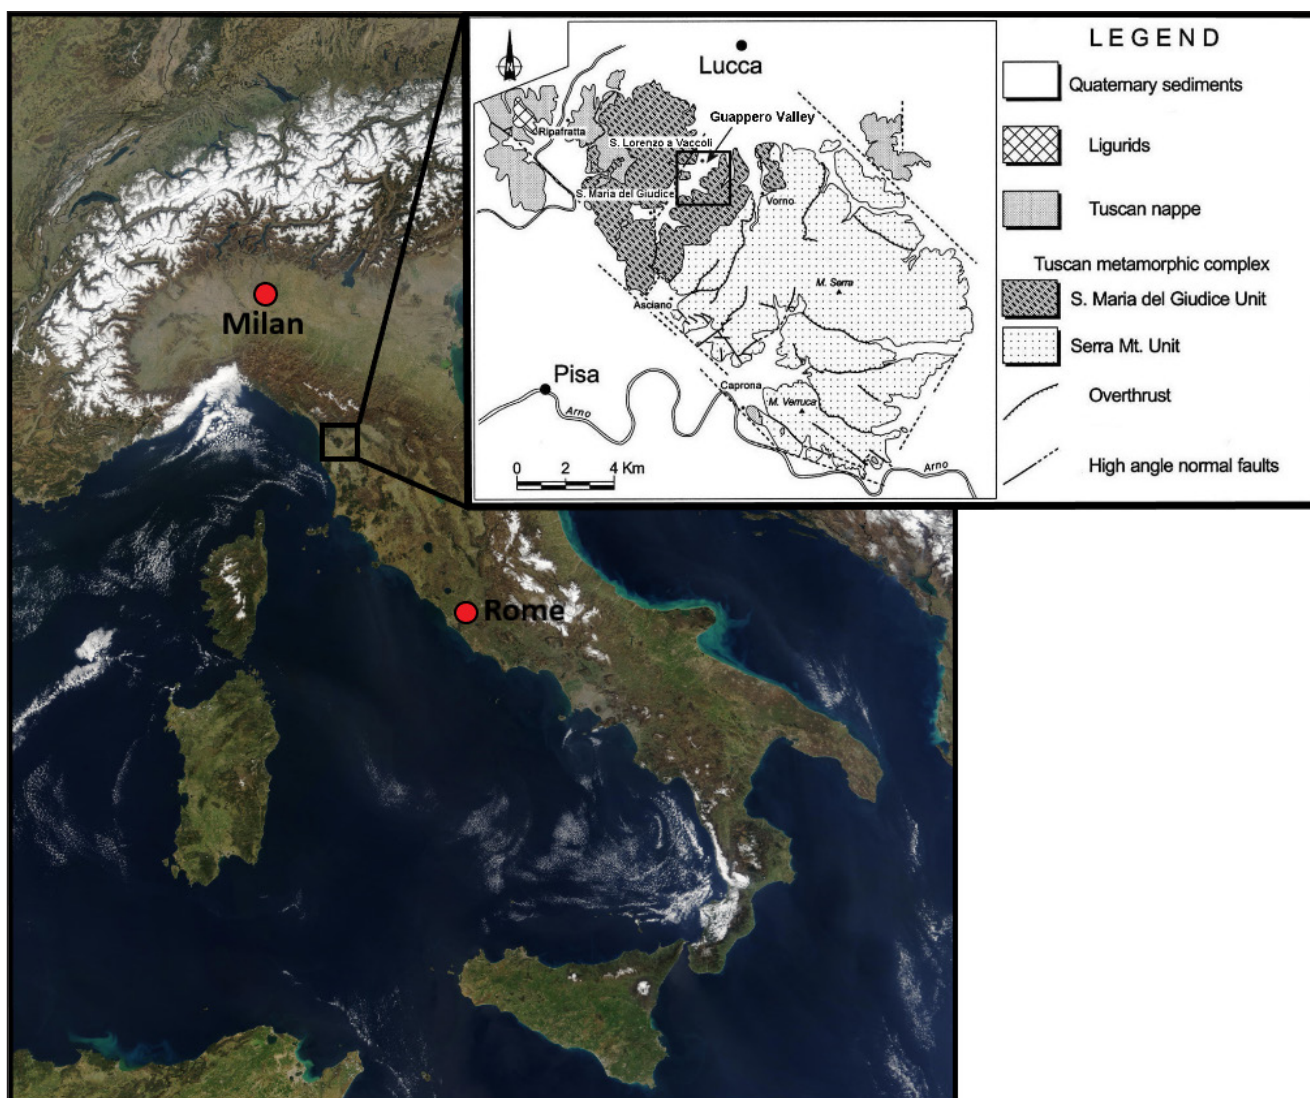 LEGEND
Lucca
Quaternary sediments
Guappero Valley
Ripafratta
S. Lorenzo a Vaccoli
Ligurids
S. Maria del Giudice
Vorno
Tuscan nappe
Tuscan metamorphic complex
M. Serra
S. Maria del Giudice Unit
Asciano
Milan
Serra Mt. Unit
Pisa
Caprona
Arno
M. Verruca
Overthrust
0 2 4 Km
Arno
High angle normal faults
Rome